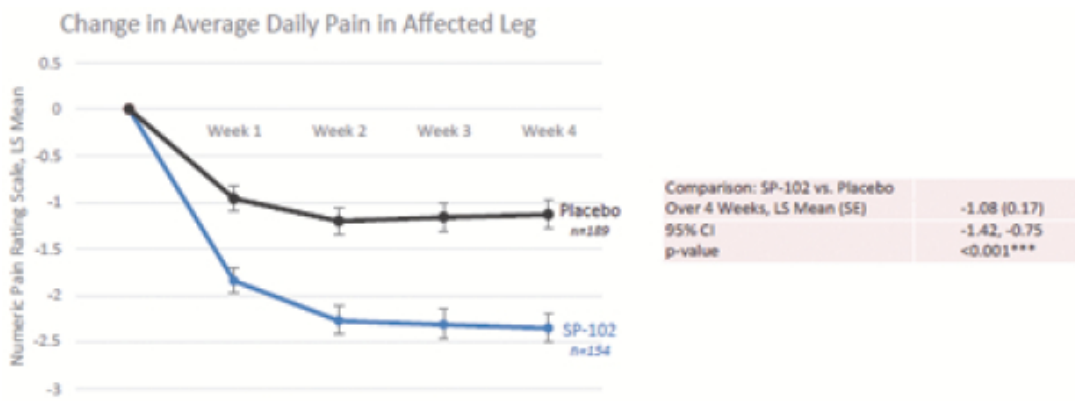 Change in Average Daily Pain in Affected Leg
Numeric Pain Rating Scale, LS Mean
0.5
0
-0.5
-1
-1.5
-2
-2.5
-3
Week 1 Week 2 Week 3 Week 4
Placebo
n=189
SP-102
n=154
Comparison: SP-102 vs. Placebo
Over 4 Weeks, LS Mean (SE) -1.08 (0.17)
95% CI -1.42, -0.75
p-value <0.001***